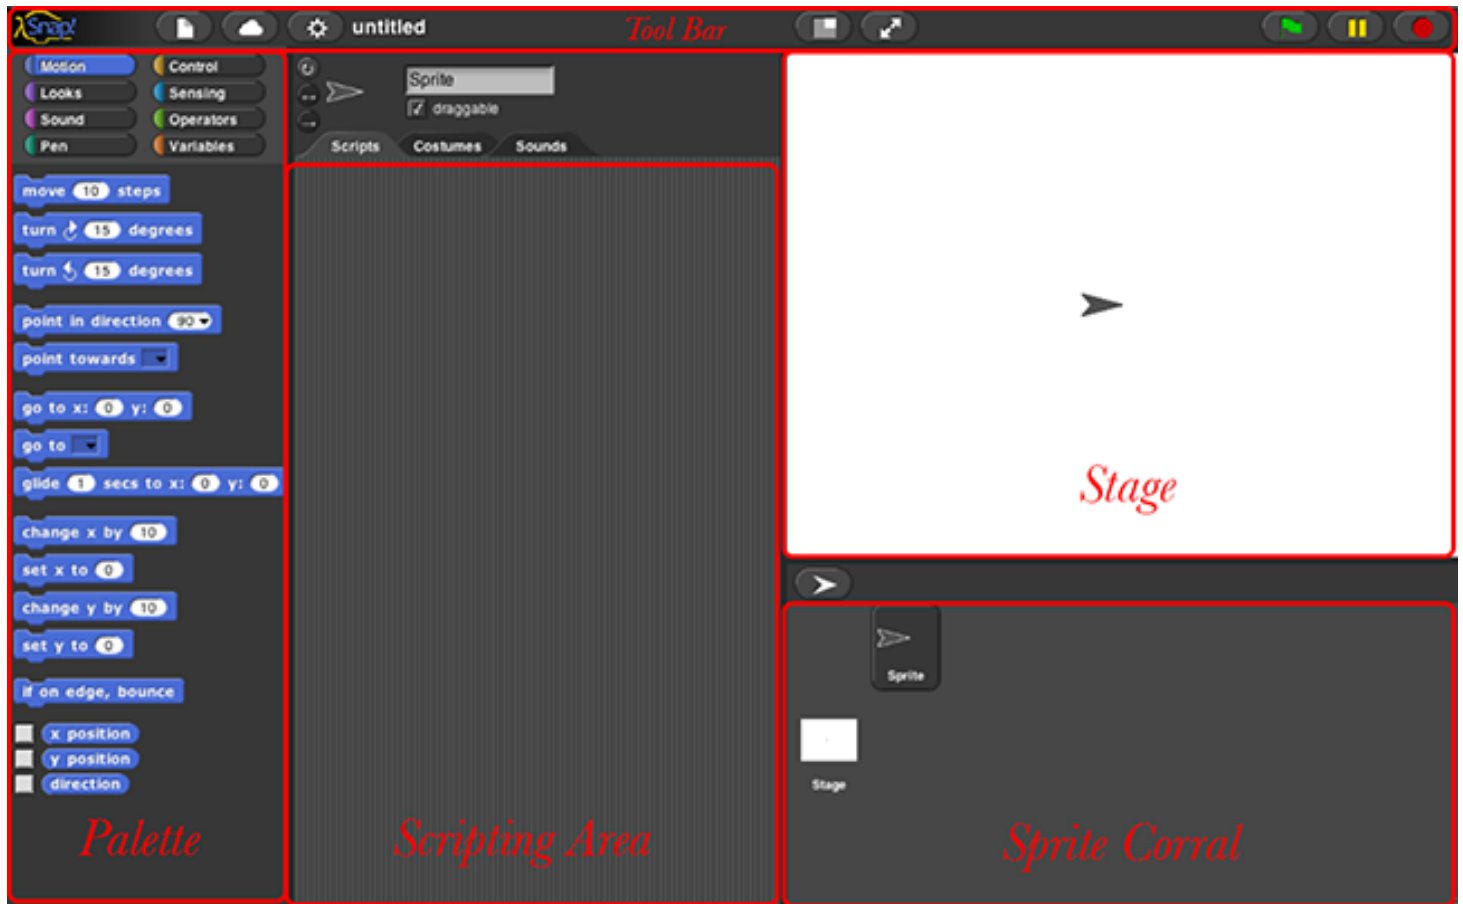 Snap!
untitled
Tool Bar
Motion
Control
Looks
Sensing
Sound
Operators
Pen
Variables
Sprite
draggable
Scripts
Costumes
Sounds
move 10 steps
turn 15 degrees
turn 15 degrees
point in direction 90
point towards
go to x: 0 y: 0
go to
glide 1 secs to x: 0 y: 0
change x by 10
set x to 0
change y by 10
set y to 0
if on edge, bounce
x position
y position
direction
Palette
Scripting Area
Stage
Sprite
Stage
Sprite Corral